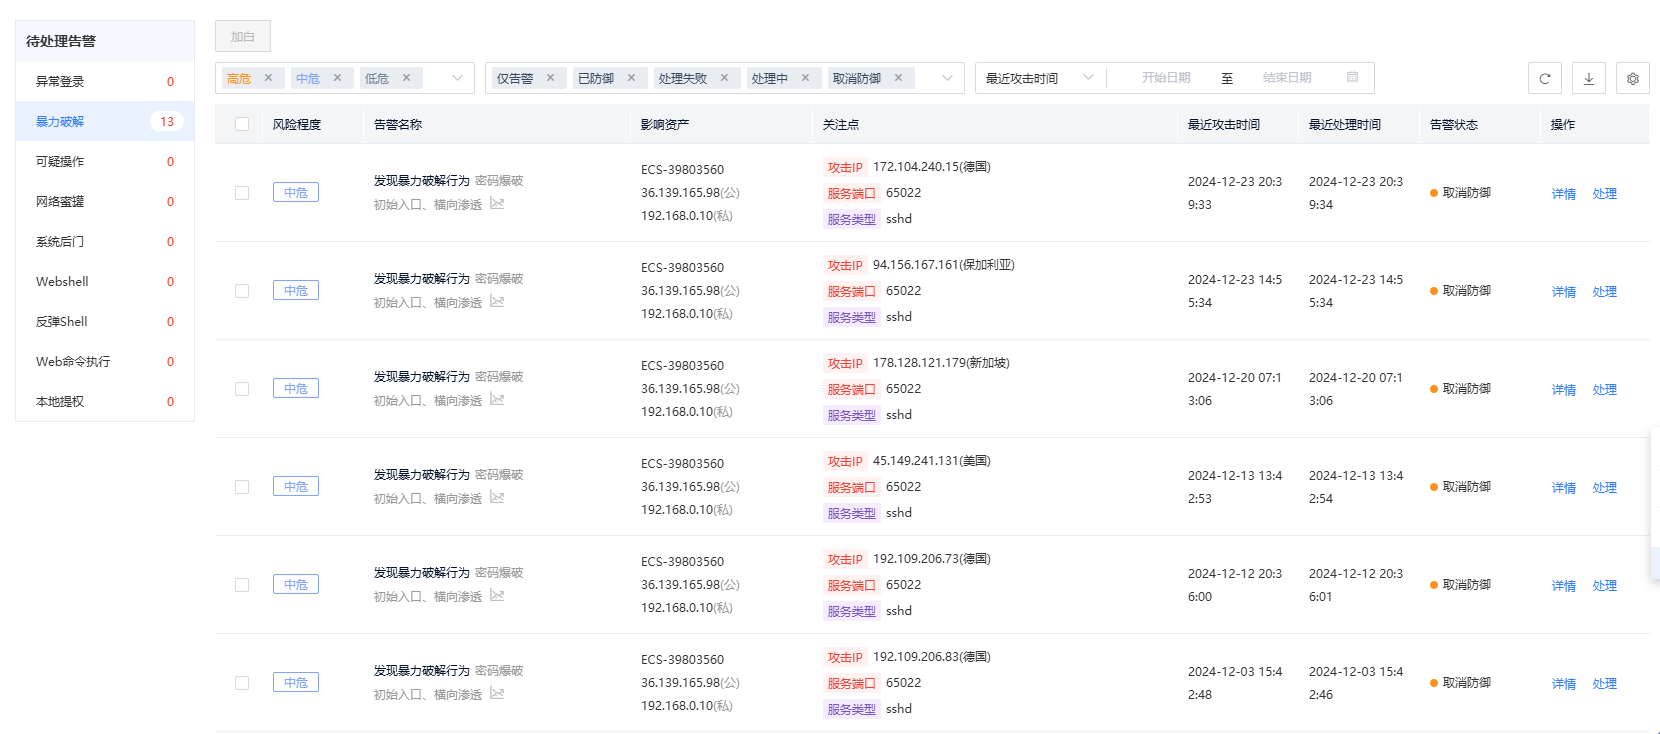 待处理告警
异常登录 0
暴力破解 13
可疑操作 0
网络蜜罐 0
系统后门 0
Webshell 0
反弹Shell 0
Web命令执行 0
本地提权 0
加白
高危 × 中危 × 低危 × 仅告警 × 已防御 × 处理失败 × 处理中 × 取消防御 × 最近攻击时间 开始日期 至 结束日期
风险程度 告警名称 影响资产 关注点 最近攻击时间 最近处理时间 告警状态 操作
中危
发现暴力破解行为 密码爆破
初始入口、横向渗透
ECS-39803560
36.139.165.98(公)
192.168.0.10(私)
攻击IP 172.104.240.15(德国)
服务端口 65022
服务类型 sshd
2024-12-23 20:3
9:33
2024-12-23 20:3
9:34
取消防御
详情 处理
中危
发现暴力破解行为 密码爆破
初始入口、横向渗透
ECS-39803560
36.139.165.98(公)
192.168.0.10(私)
攻击IP 94.156.167.161(保加利亚)
服务端口 65022
服务类型 sshd
2024-12-23 14:5
5:34
2024-12-23 14:5
5:34
取消防御
详情 处理
中危
发现暴力破解行为 密码爆破
初始入口、横向渗透
ECS-39803560
36.139.165.98(公)
192.168.0.10(私)
攻击IP 178.128.121.179(新加坡)
服务端口 65022
服务类型 sshd
2024-12-20 07:1
3:06
2024-12-20 07:1
3:06
取消防御
详情 处理
中危
发现暴力破解行为 密码爆破
初始入口、横向渗透
ECS-39803560
36.139.165.98(公)
192.168.0.10(私)
攻击IP 45.149.241.131(美国)
服务端口 65022
服务类型 sshd
2024-12-13 13:4
2:53
2024-12-13 13:4
2:54
取消防御
详情 处理
中危
发现暴力破解行为 密码爆破
初始入口、横向渗透
ECS-39803560
36.139.165.98(公)
192.168.0.10(私)
攻击IP 192.109.206.73(德国)
服务端口 65022
服务类型 sshd
2024-12-12 20:3
6:00
2024-12-12 20:3
6:01
取消防御
详情 处理
中危
发现暴力破解行为 密码爆破
初始入口、横向渗透
ECS-39803560
36.139.165.98(公)
192.168.0.10(私)
攻击IP 192.109.206.83(德国)
服务端口 65022
服务类型 sshd
2024-12-03 15:4
2:48
2024-12-03 15:4
2:46
取消防御
详情 处理